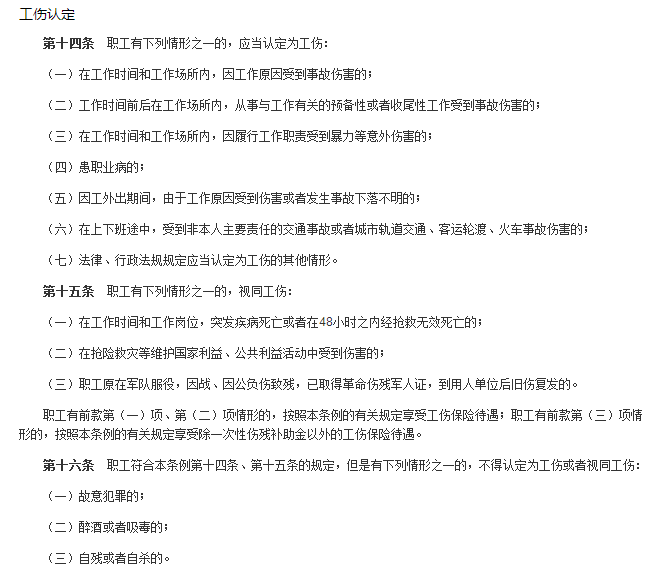 工伤认定
第十四条 职工有下列情形之一的，应当认定为工伤：
（一）在工作时间和工作场所内，因工作原因受到事故伤害的；
（二）工作时间前后在工作场所内，从事与工作有关的预备性或者收尾性工作受到事故伤害的；
（三）在工作时间和工作场所内，因履行工作职责受到暴力等意外伤害的；
（四）患职业病的；
（五）因工外出期间，由于工作原因受到伤害或者发生事故下落不明的；
（六）在上下班途中，受到非本人主要责任的交通事故或者城市轨道交通、客运轮渡、火车事故伤害的；
（七）法律、行政法规规定应当认定为工伤的其他情形。
第十五条 职工有下列情形之一的，视同工伤：
（一）在工作时间和工作岗位，突发疾病死亡或者在48小时之内经抢救无效死亡的；
（二）在抢险救灾等维护国家利益、公共利益活动中受到伤害的；
（三）职工原在军队服役，因战、因公负伤致残，已取得革命伤残军人证，到用人单位后旧伤复发的。
职工有前款第（一）项、第（二）项情形的，按照本条例的有关规定享受工伤保险待遇；职工有前款第（三）项情
形的，按照本条例的有关规定享受除一次性伤残补助金以外的工伤保险待遇。
第十六条 职工符合本条例第十四条、第十五条的规定，但是有下列情形之一的，不得认定为工伤或者视同工伤：
（一）故意犯罪的；
（二）醉酒或者吸毒的；
（三）自残或者自杀的。